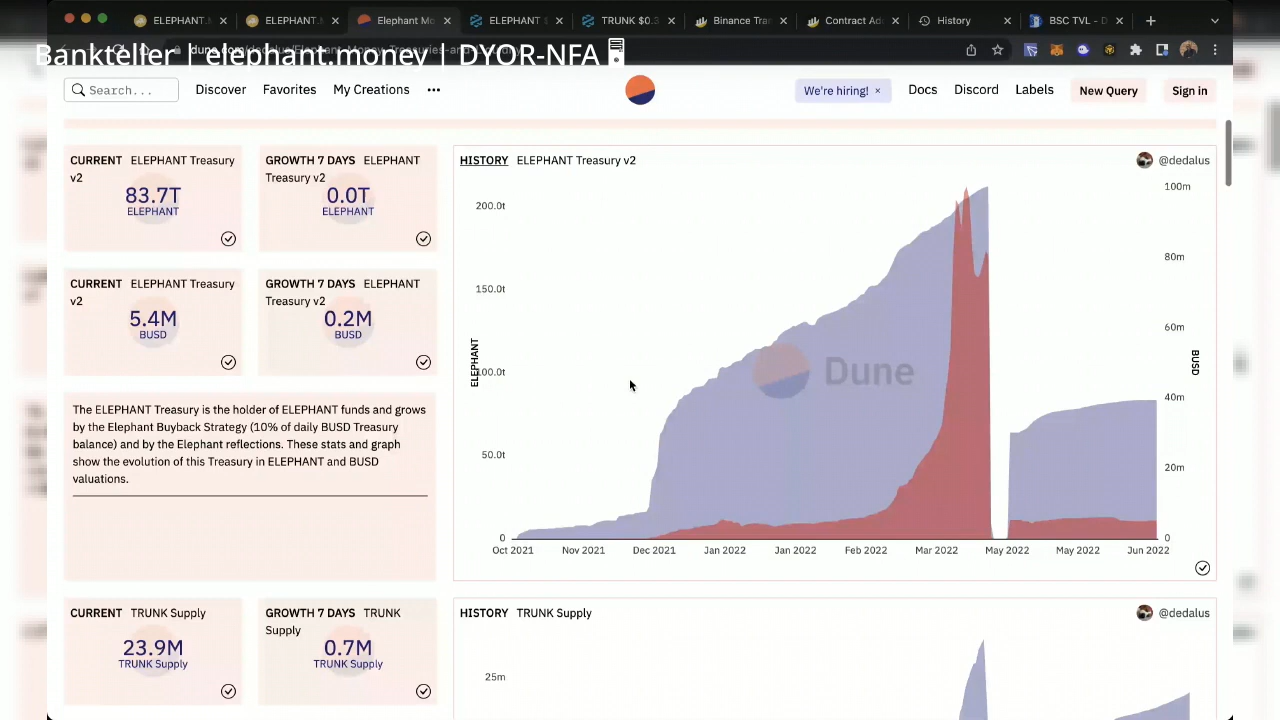 ELEPHANT.M
ELEPHANT.M
Elephant Mo
ELEPHANT $
TRUNK $0.3
Binance Tran
Contract Ad
History
BSC TVL - D
Bankteller | elephant.money | DYOR-NFA
Search...
Discover
Favorites
My Creations
We're hiring! ×
Docs
Discord
Labels
New Query
Sign in
CURRENT ELEPHANT Treasury
v2
83.7T
ELEPHANT
GROWTH 7 DAYS ELEPHANT
Treasury v2
0.0T
ELEPHANT
CURRENT ELEPHANT Treasury
v2
5.4M
BUSD
GROWTH 7 DAYS ELEPHANT
Treasury v2
0.2M
BUSD
The ELEPHANT Treasury is the holder of ELEPHANT funds and grows
by the Elephant Buyback Strategy (10% of daily BUSD Treasury
balance) and by the Elephant reflections. These stats and graph
show the evolution of this Treasury in ELEPHANT and BUSD
valuations.
HISTORY ELEPHANT Treasury v2
@dedalus
200.0t
150.0t
100.0t
50.0t
0
ELEPHANT
Dune
100m
80m
60m
40m
20m
0
BUSD
Oct 2021
Nov 2021
Dec 2021
Jan 2022
Jan 2022
Feb 2022
Mar 2022
May 2022
May 2022
Jun 2022
CURRENT TRUNK Supply
23.9M
TRUNK Supply
GROWTH 7 DAYS TRUNK
Supply
0.7M
TRUNK Supply
HISTORY TRUNK Supply
@dedalus
25m